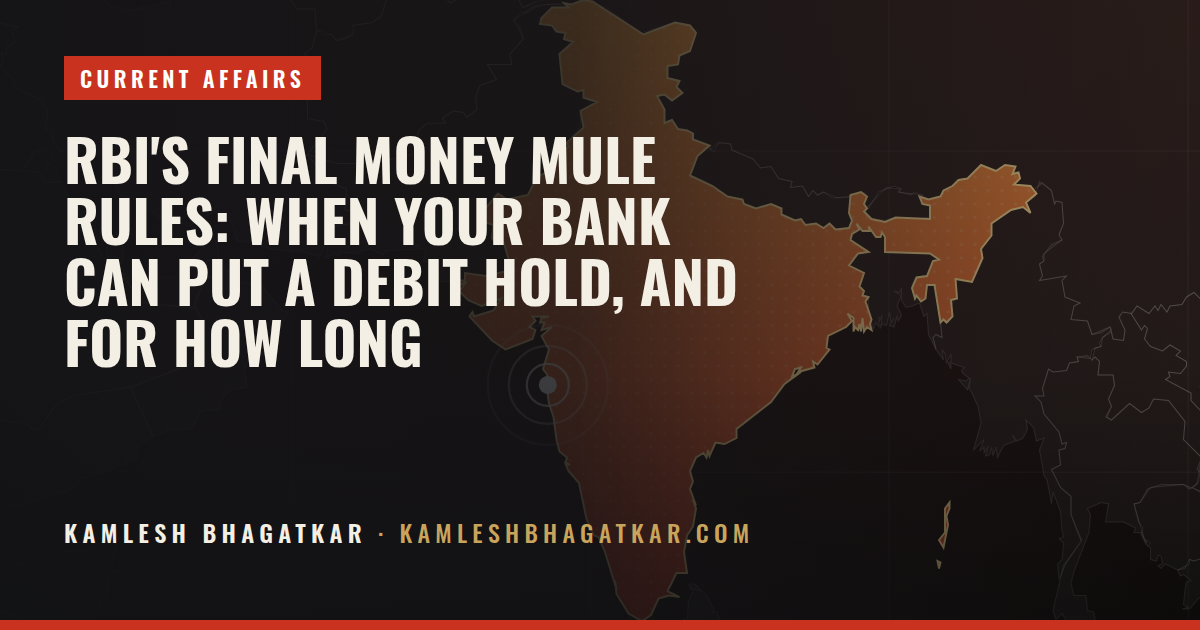 CURRENT AFFAIRS
RBI'S FINAL MONEY MULE
RULES: WHEN YOUR BANK
CAN PUT A DEBIT HOLD, AND
FOR HOW LONG
KAMLESH BHAGATKAR · KAMLESHBHAGATKAR.COM